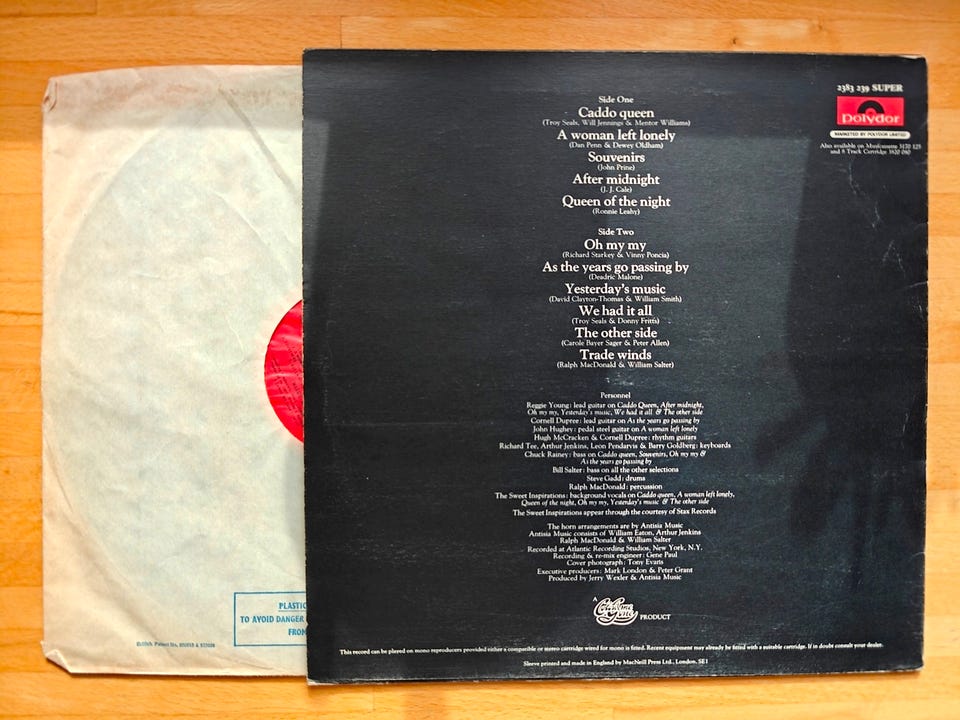 2383 239 SUPER
polydor
MARKETED BY POLYDOR LIMITED
Also available on Musicassette 3170 125
and 8 Track Cartridge
Side One
Caddo queen
(Troy Seals, Will Jennings & Mentor Williams)
A woman left lonely
(Dan Penn & Dewey Oldham)
Souvenirs
(John Prine)
After midnight
(J. J. Cale)
Queen of the night
(Ronnie Leahy)
Side Two
Oh my my
(Richard Starkey & Vinny Poncia)
As the years go passing by
(Deadric Malone)
Yesterday's music
(David Clayton-Thomas & William Smith)
We had it all
(Troy Seals & Donny Fritts)
The other side
(Carole Bayer Sager & Peter Allen)
Trade winds
(Ralph MacDonald & William Salter)
Personnel
Reggie Young: lead guitar on Caddo Queen, After midnight,
Oh my my, Yesterday's music, We had it all & The other side
Cornell Dupree: lead guitar on As the years go passing by
John Hughey: pedal steel guitar on A woman left lonely
Hugh McCracken & Cornell Dupree: rhythm guitars
Richard Tee, Arthur Jenkins, Leon Pendarvis & Barry Goldberg: keyboards
Chuck Rainey: bass on Caddo queen, Souvenirs, Oh my my &
As the years go passing by
Bill Salter: bass on all the other selections
Steve Gadd: drums
Ralph MacDonald: percussion
The Sweet Inspirations: background vocals on Caddo queen, A woman left lonely,
Queen of the night, Oh my my, Yesterday's music & The other side
The Sweet Inspirations appear through the courtesy of Stax Records
The horn arrangements are by Antisia Music
Antisia Music consists of William Eaton, Arthur Jenkins
Ralph MacDonald & William Salter
Recorded at Atlantic Recording Studios, New York, N.Y.
Recording & re-mix engineer: Gene Paul
Cover photograph: Tony Evans
Executive producers: Mark London & Peter Grant
Produced by Jerry Wexler & Antisia Music
A
PRODUCT
This record can be played on mono reproducers provided either a compatible or stereo cartridge wired for mono is fitted. Recent equipment may already be fitted with a suitable cartridge. If in doubt consult your dealer.
Sleeve printed and made in England by MacNeill Press Ltd., London, SE1
PLASTIC
TO AVOID DANGER
FROM